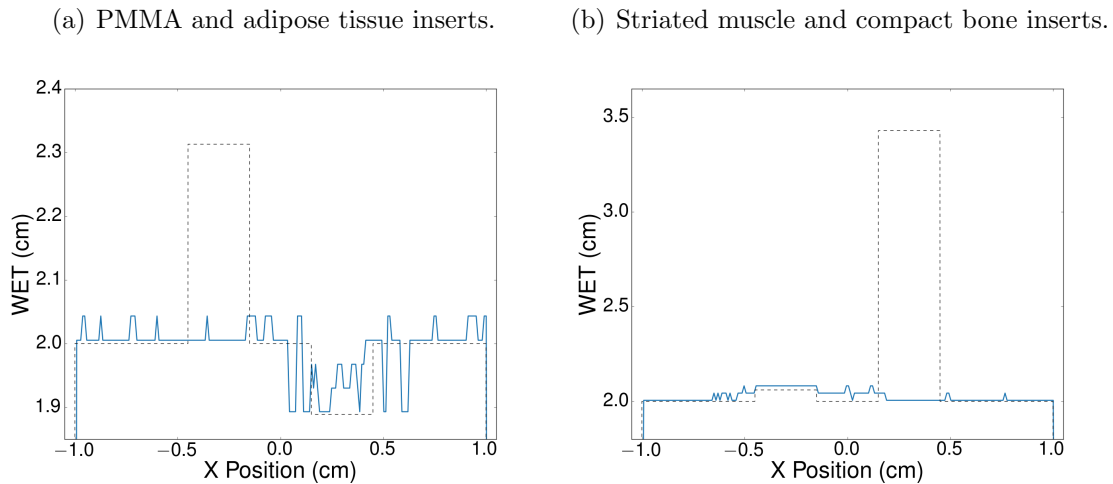 (a) PMMA and adipose tissue inserts.
(b) Striated muscle and compact bone inserts.
2.4
2.3
2.2
2.1
2.0
1.9
WET (cm)
−1.0 −0.5 0.0 0.5 1.0
X Position (cm)
3.5
3.0
2.5
2.0
WET (cm)
−1.0 −0.5 0.0 0.5 1.0
X Position (cm)